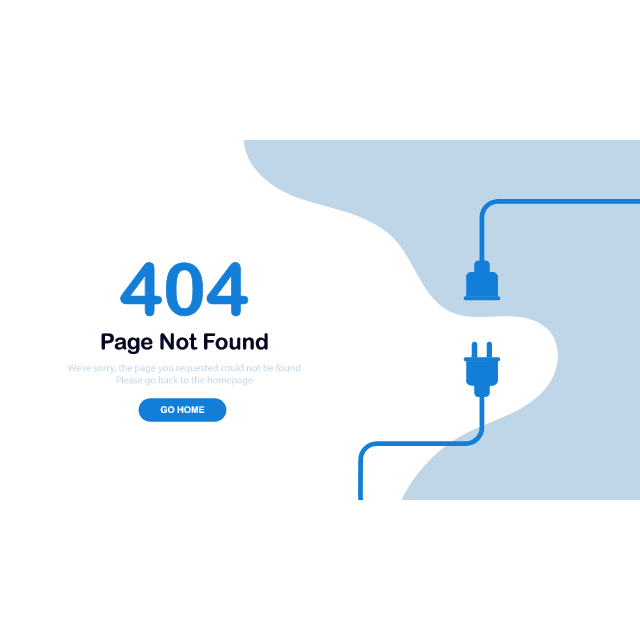 404
Page Not Found
We're sorry, the page you requested could not be found
Please go back to the homepage
GO HOME